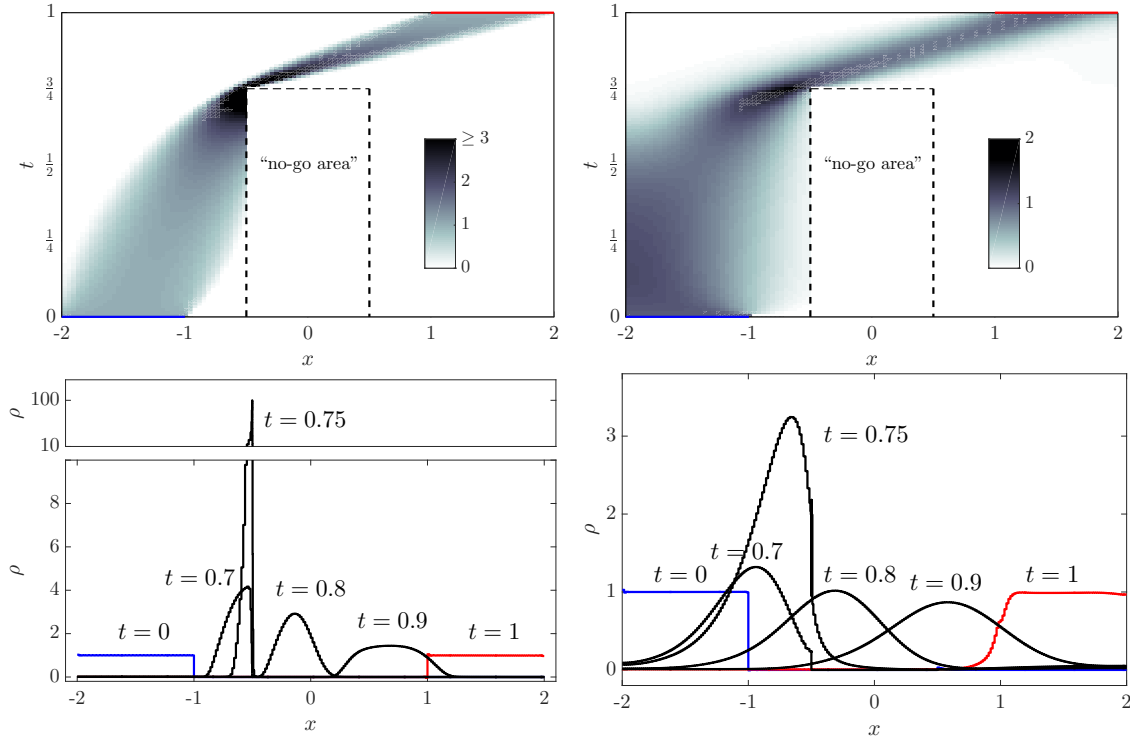 1
3/4
t
1/2
1/4
0
"no-go area"
≥ 3
2
1
0
-2 -1 0 1 2
x
1
3/4
t
1/2
1/4
0
"no-go area"
2
1
0
-2 -1 0 1 2
x
ρ
100
10
t = 0.75
ρ
8
6
4
2
0
t = 0.7
t = 0.8
t = 0
t = 0.9
t = 1
-2 -1 0 1 2
x
ρ
3
2
1
0
t = 0.75
t = 0.7
t = 0
t = 0.8
t = 0.9
t = 1
-2 -1 0 1 2
x